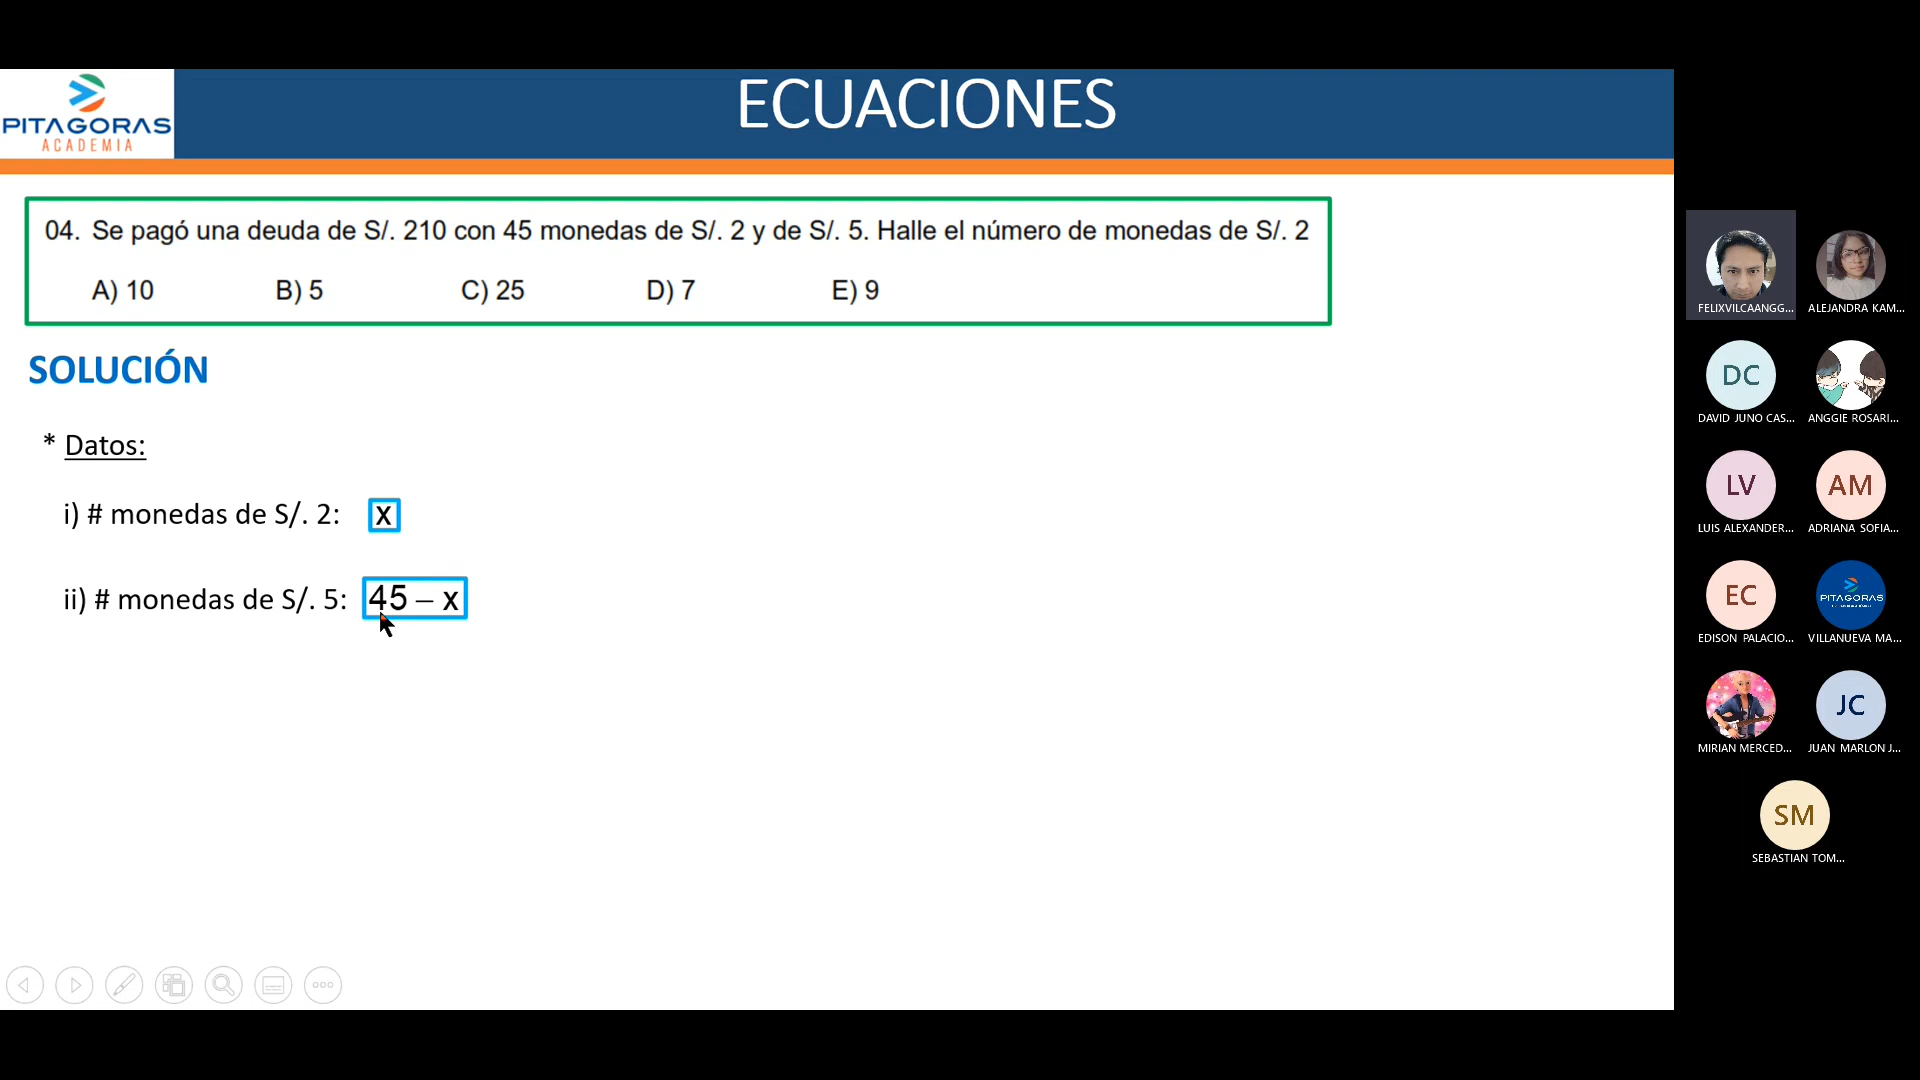 PITAGORAS
ACADEMIA
ECUACIONES
04. Se pagó una deuda de S/. 210 con 45 monedas de S/. 2 y de S/. 5. Halle el número de monedas de S/. 2
A) 10 B) 5 C) 25 D) 7 E) 9
SOLUCIÓN
* Datos:
i) # monedas de S/. 2: x
ii) # monedas de S/. 5: 45 – x
FELIXVILCAANGG...
ALEJANDRA KAM...
DC
DAVID JUNO CAS...
ANGGIE ROSARI...
LV
LUIS ALEXANDER...
AM
ADRIANA SOFIA...
EC
EDISON PALACIO...
PITAGORAS
VILLANUEVA MA...
MIRIAN MERCED...
JC
JUAN MARLON J...
SM
SEBASTIAN TOM...